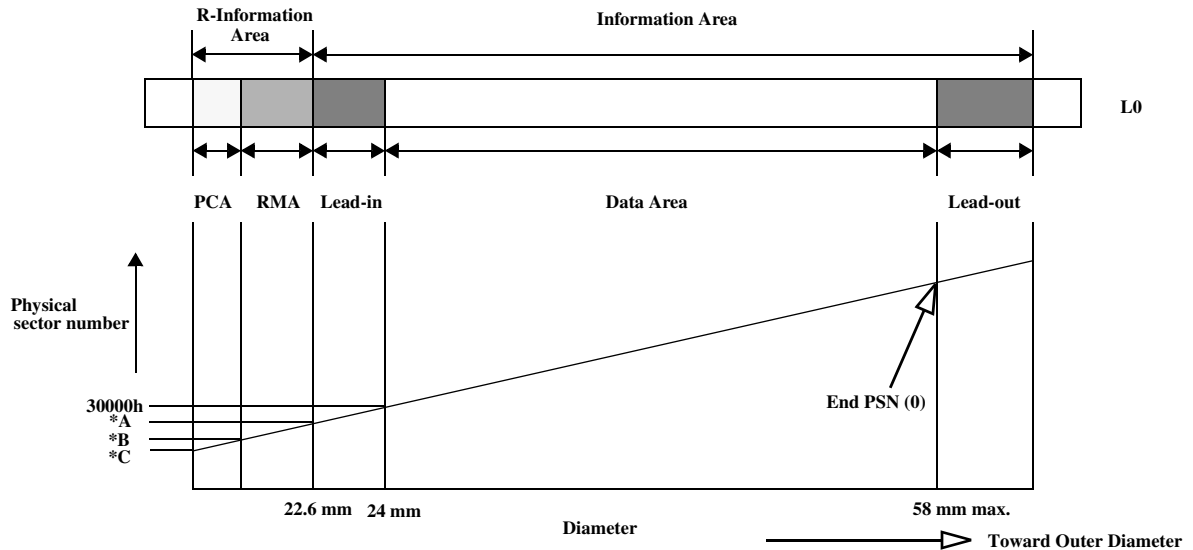 R-Information
Area
Information Area
L0
PCA
RMA
Lead-in
Data Area
Lead-out
Physical
sector number
30000h
*A
*B
*C
End PSN (0)
22.6 mm
24 mm
58 mm max.
Diameter
Toward Outer Diameter